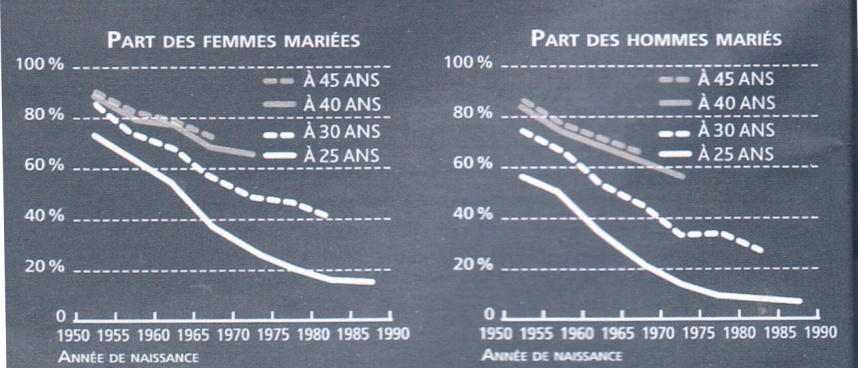 PART DES FEMMES MARIÉES
100 %
80 %
60 %
40 %
20 %
0
À 45 ANS
À 40 ANS
À 30 ANS
À 25 ANS
1950 1955 1960 1965 1970 1975 1980 1985 1990
ANNÉE DE NAISSANCE
PART DES HOMMES MARIÉS
100 %
80 %
60 %
40 %
20 %
0
À 45 ANS
À 40 ANS
À 30 ANS
À 25 ANS
1950 1955 1960 1965 1970 1975 1980 1985 1990
ANNÉE DE NAISSANCE